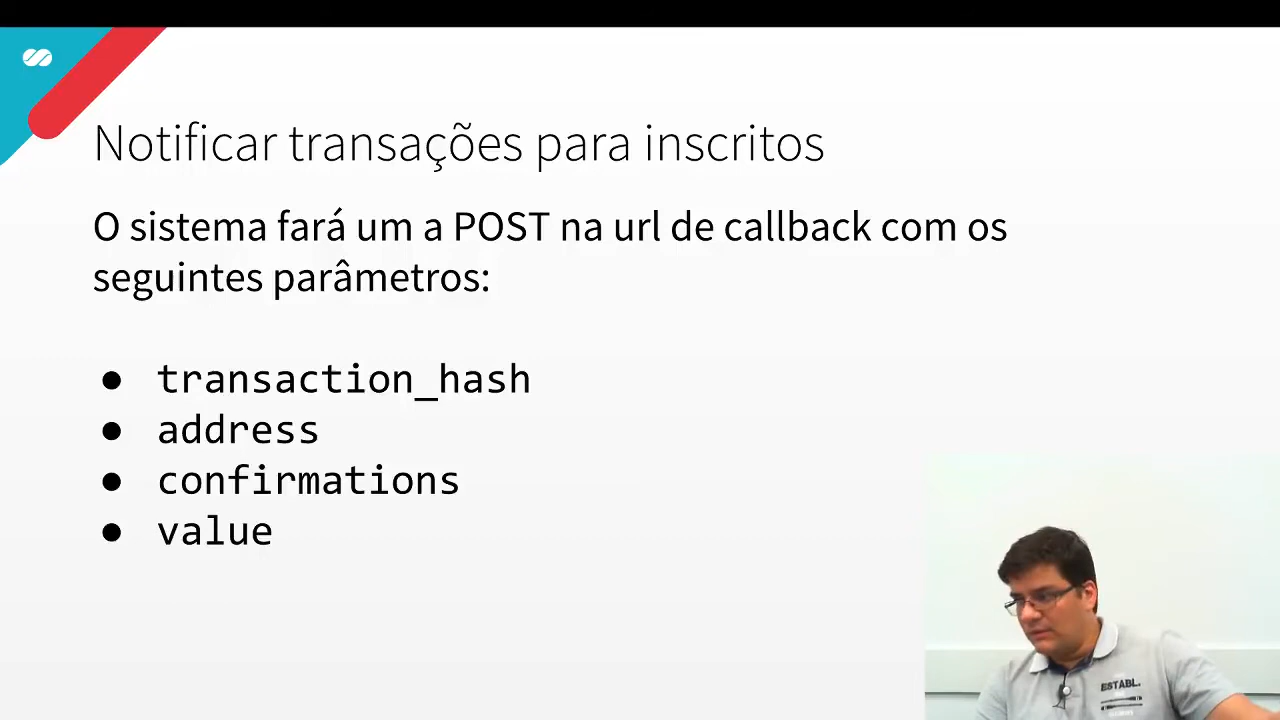 Notificar transações para inscritos
O sistema fará um a POST na url de callback com os
seguintes parâmetros:
● transaction_hash
● address
● confirmations
● value
ESTABL.